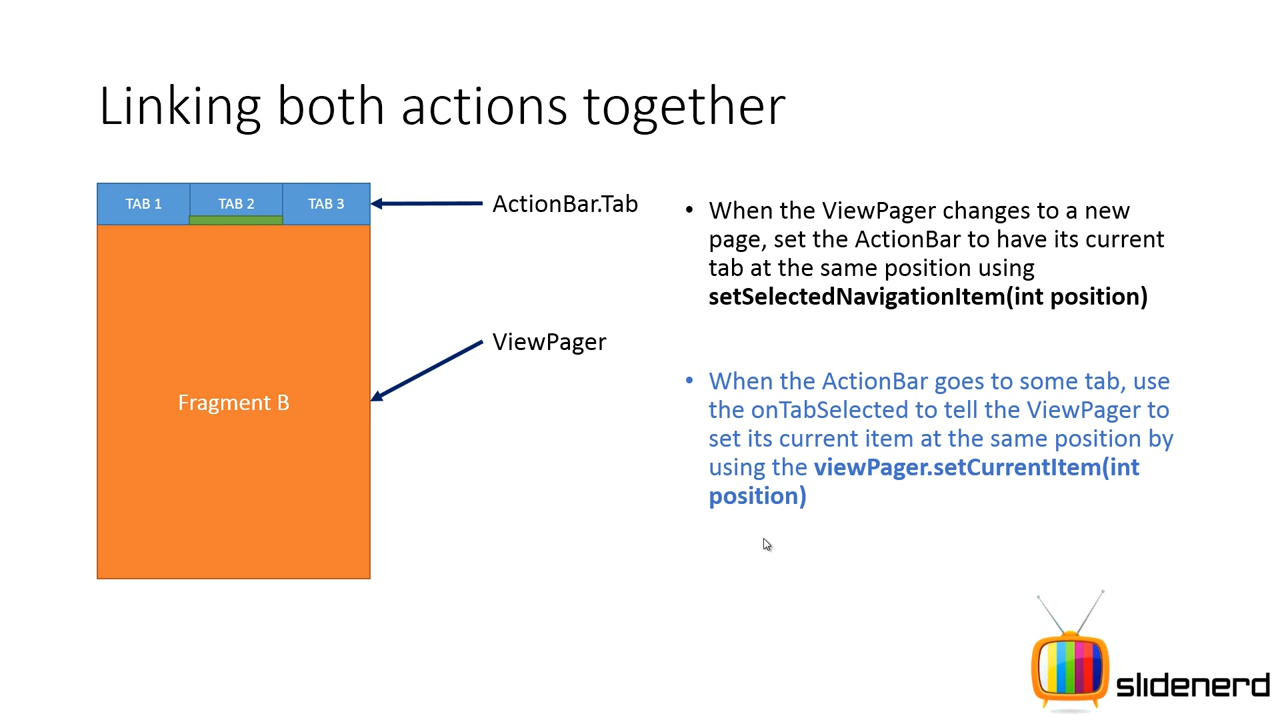 Linking both actions together
TAB 1 TAB 2 TAB 3
ActionBar.Tab
ViewPager
Fragment B
• When the ViewPager changes to a new
page, set the ActionBar to have its current
tab at the same position using
setSelectedNavigationItem(int position)
• When the ActionBar goes to some tab, use
the onTabSelected to tell the ViewPager to
set its current item at the same position by
using the viewPager.setCurrentItem(int
position)
slidenerd